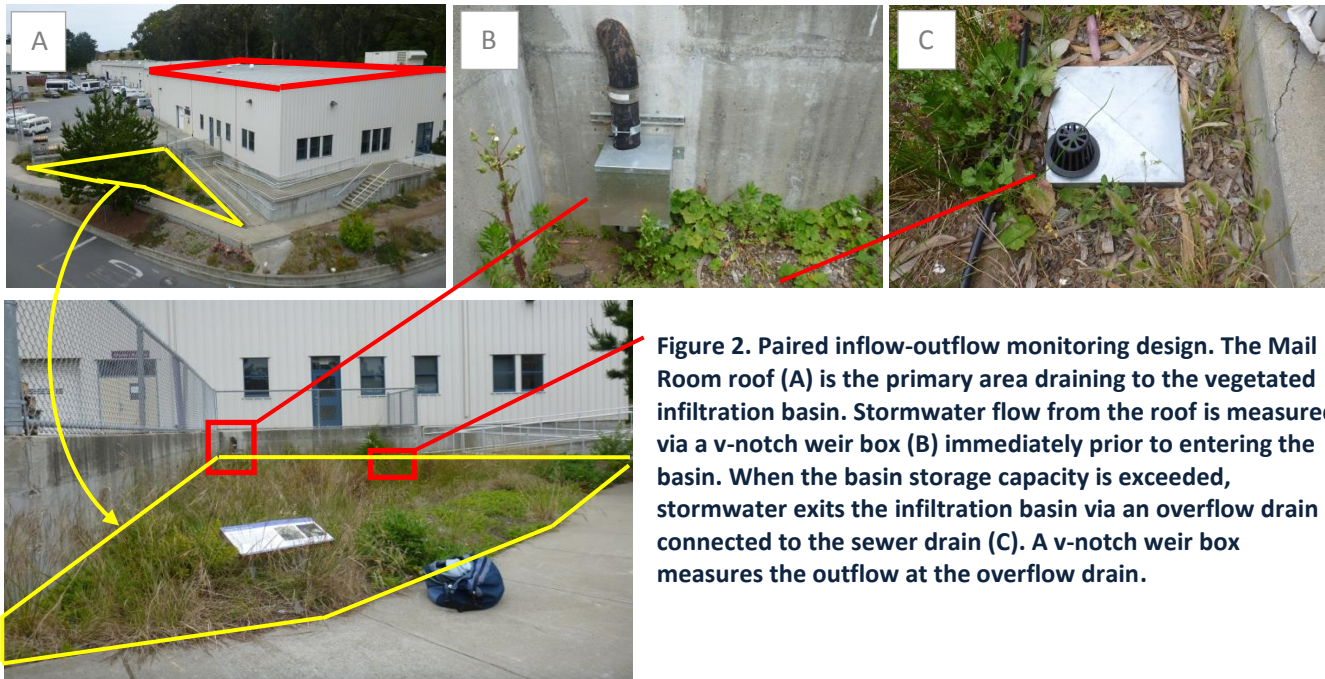 A
B
C
Figure 2. Paired inflow-outflow monitoring design. The Mail
Room roof (A) is the primary area draining to the vegetated
infiltration basin. Stormwater flow from the roof is measured
via a v-notch weir box (B) immediately prior to entering the
basin. When the basin storage capacity is exceeded,
stormwater exits the infiltration basin via an overflow drain
connected to the sewer drain (C). A v-notch weir box
measures the outflow at the overflow drain.